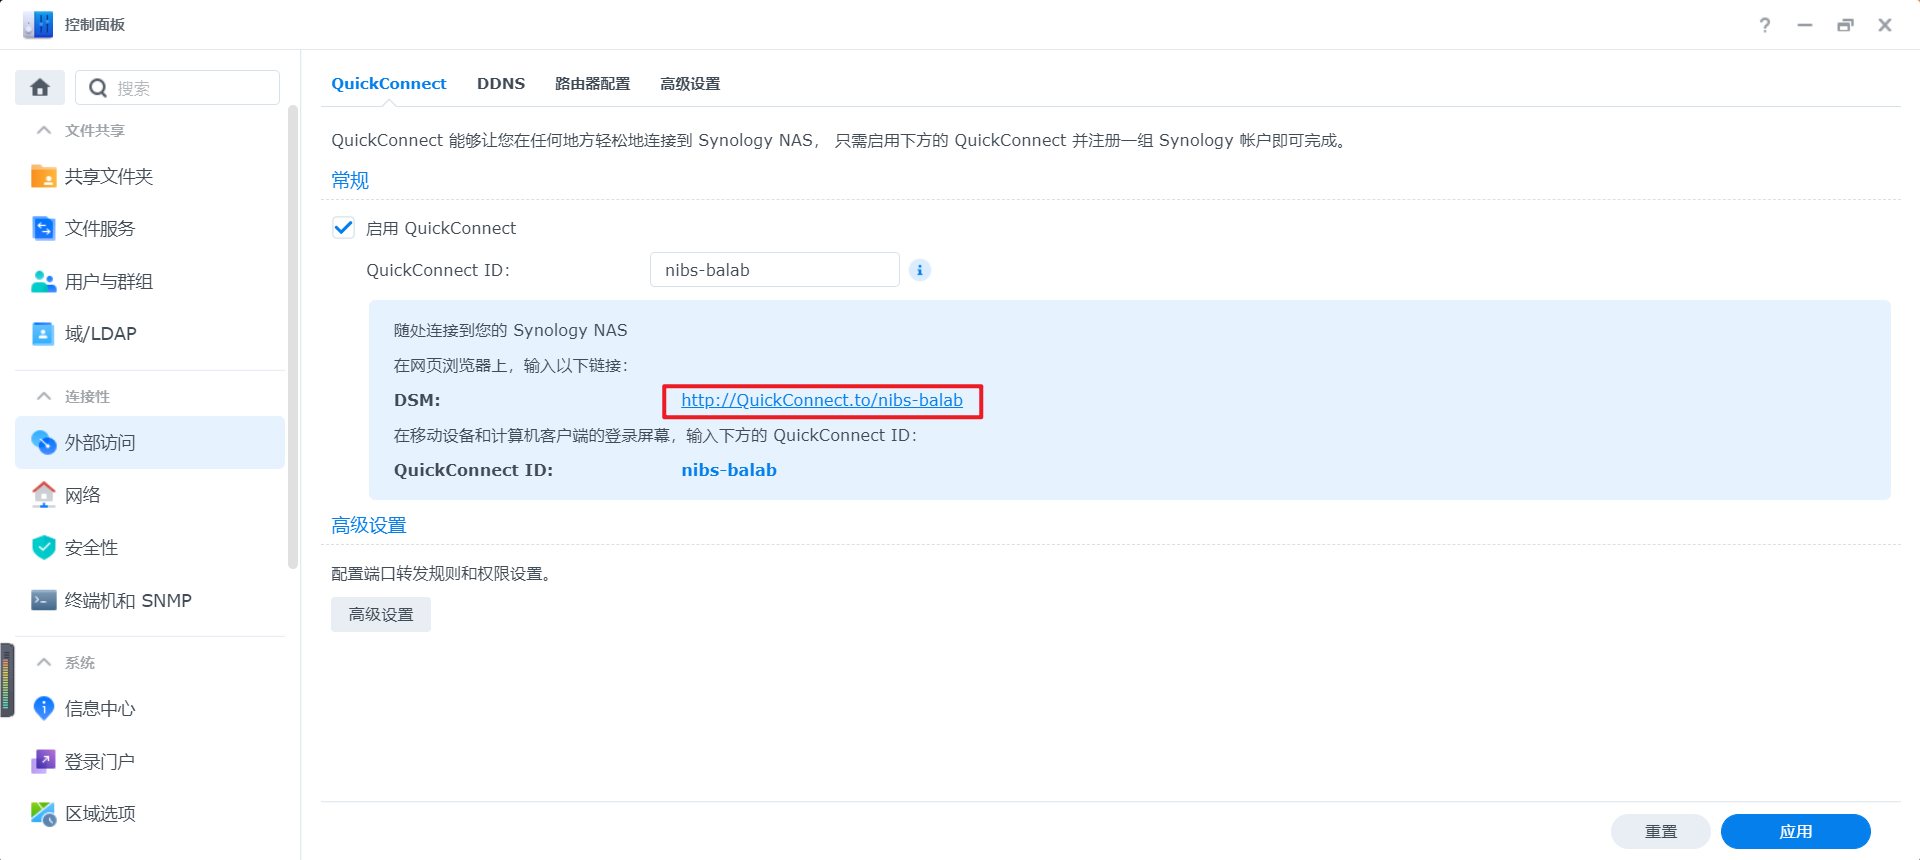 控制面板
搜索
文件共享
共享文件夹
文件服务
用户与群组
域/LDAP
连接性
外部访问
网络
安全性
终端机和 SNMP
系统
信息中心
登录门户
区域选项
QuickConnect DDNS 路由器配置 高级设置
QuickConnect 能够让您在任何地方轻松地连接到 Synology NAS， 只需启用下方的 QuickConnect 并注册一组 Synology 帐户即可完成。
常规
启用 QuickConnect
QuickConnect ID: nibs-balab
随处连接到您的 Synology NAS
在网页浏览器上，输入以下链接：
DSM: http://QuickConnect.to/nibs-balab
在移动设备和计算机客户端的登录屏幕，输入下方的 QuickConnect ID：
QuickConnect ID: nibs-balab
高级设置
配置端口转发规则和权限设置。
高级设置
重置 应用